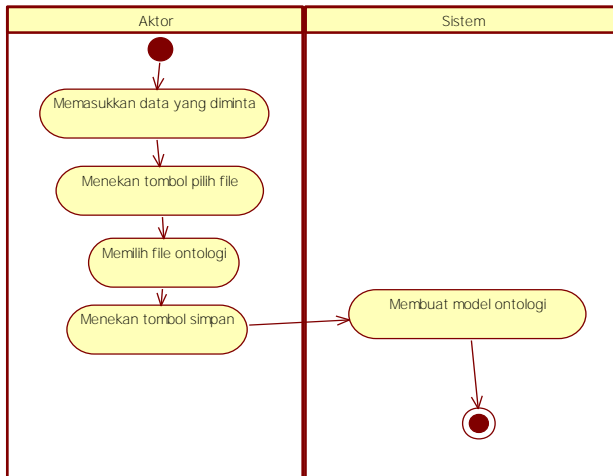 Aktor
Sistem
Memasukkan data yang diminta
Menekan tombol pilih file
Memilih file ontologi
Menekan tombol simpan
Membuat model ontologi